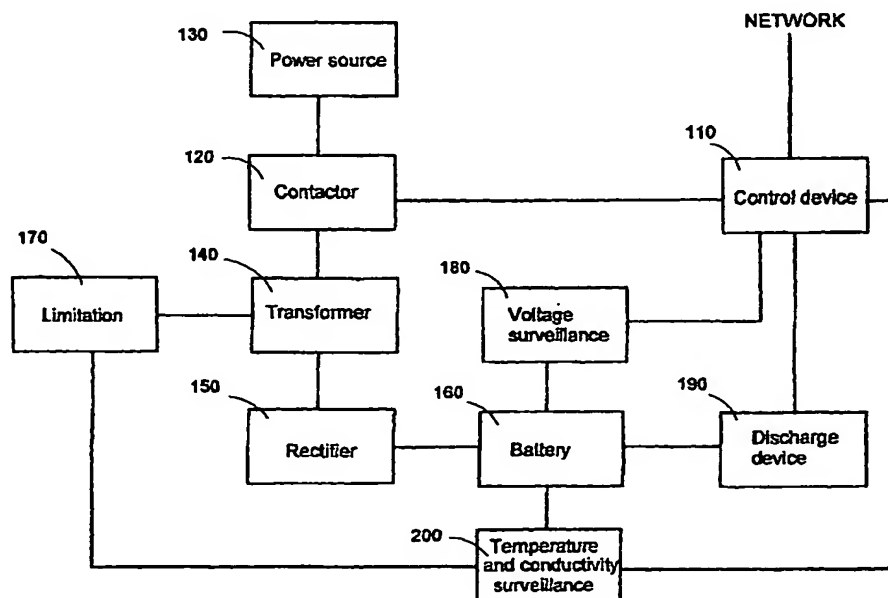 130
Power source
NETWORK
120
Contactor
110
Control device
170
Limitation
140
Transformer
180
Voltage
surveillance
150
Rectifier
160
Battery
190
Discharge
device
200
Temperature
and conductivity
surveillance